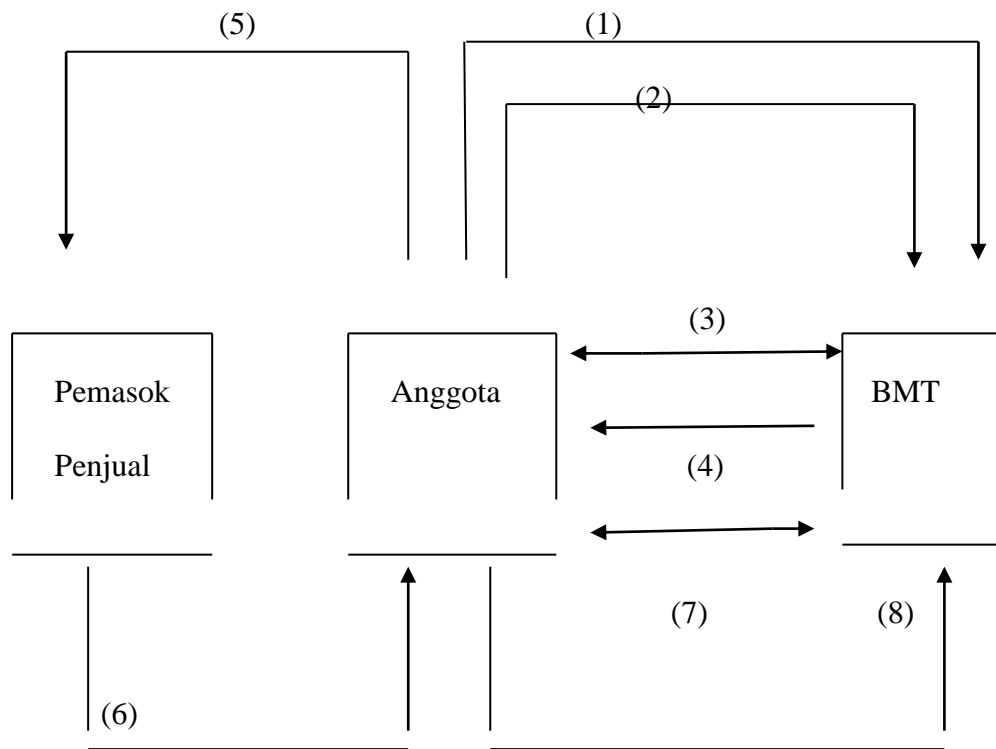 (5) (1)
(2)
(3)
Pemasok Anggota BMT
Penjual (4)
(7) (8)
(6)